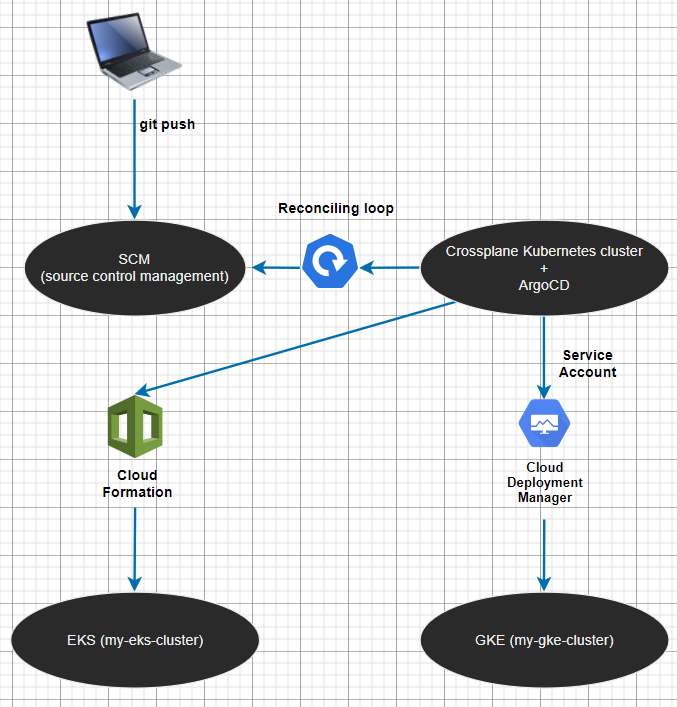 git push
Reconciling loop
SCM
(source control management)
Crossplane Kubernetes cluster
+
ArgoCD
Service
Account
Cloud
Formation
Cloud
Deployment
Manager
EKS (my-eks-cluster)
GKE (my-gke-cluster)